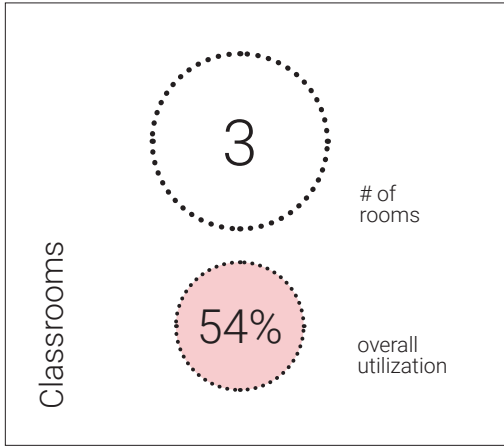 3
# of
rooms
Classrooms
54%
overall
utilization